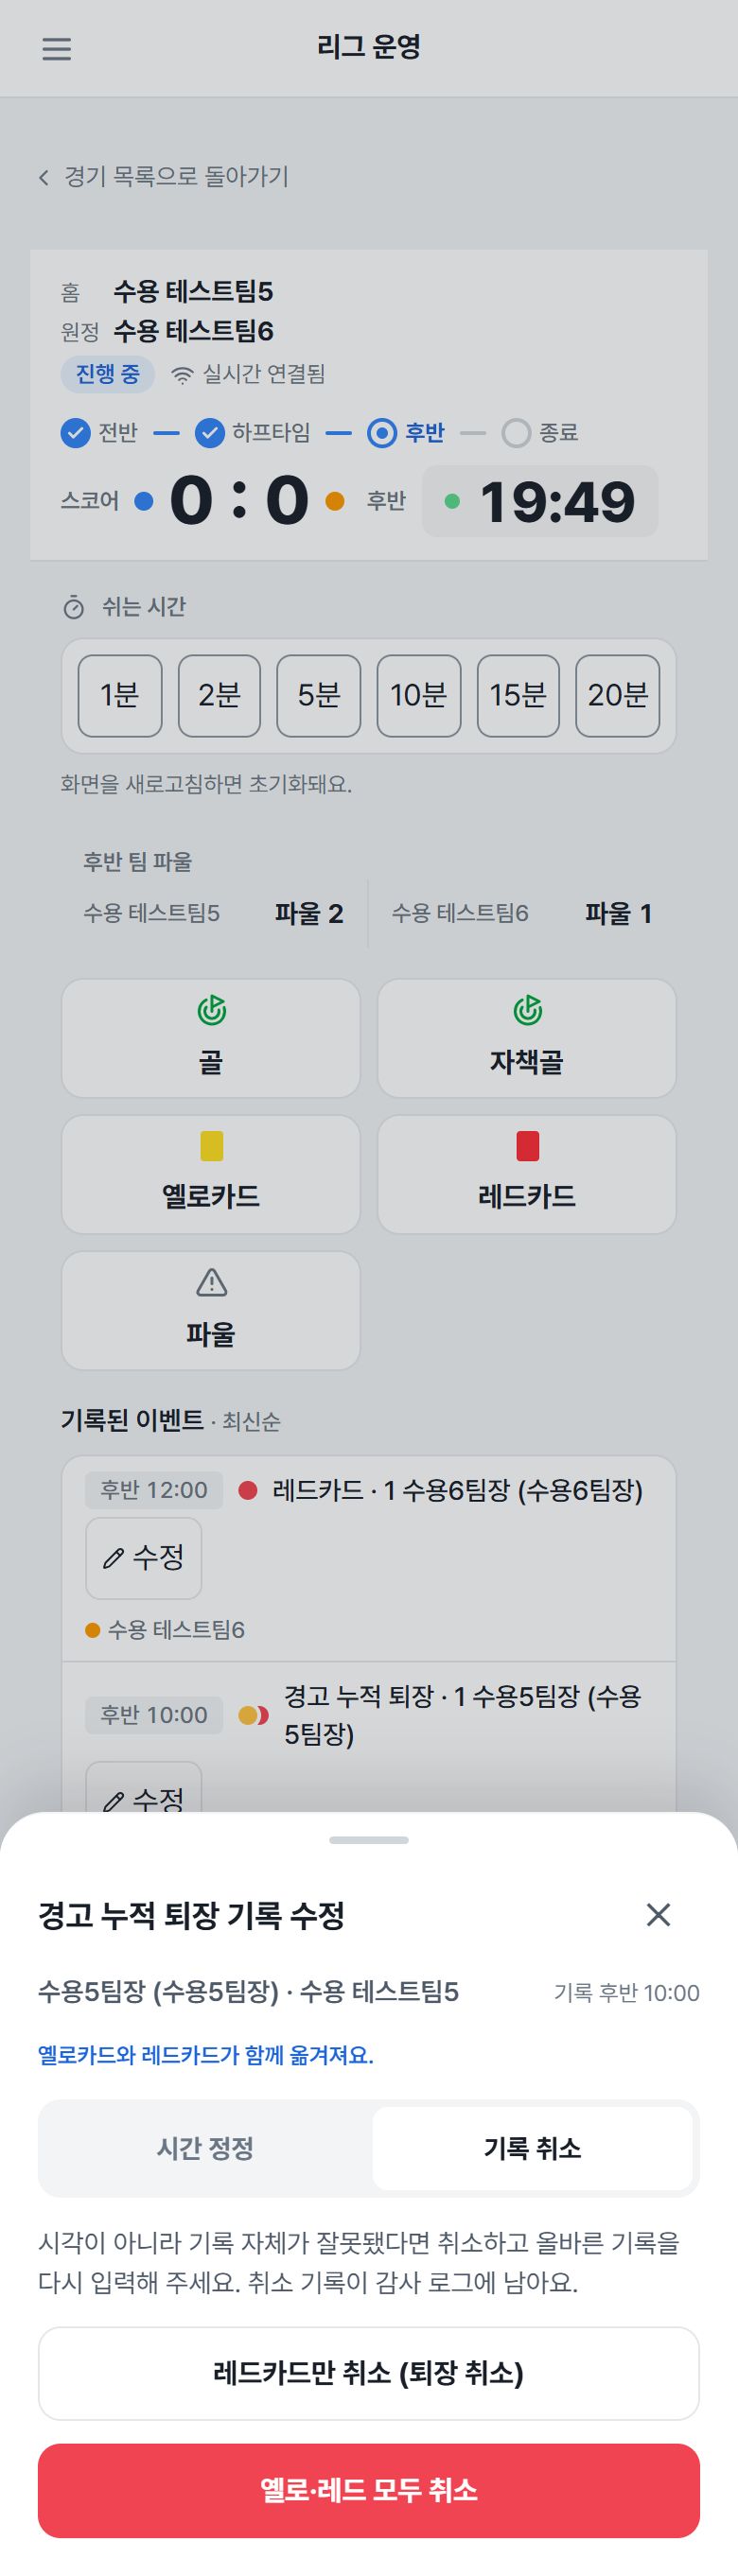 리그 운영
경기 목록으로 돌아가기
홈 수용 테스트팀5
원정 수용 테스트팀6
진행 중 실시간 연결됨
전반 하프타임 후반 종료
스코어 0 : 0 후반 19:49
쉬는 시간
1분 2분 5분 10분 15분 20분
화면을 새로고침하면 초기화돼요.
후반 팀 파울
수용 테스트팀5 파울 2 수용 테스트팀6 파울 1
골 자책골
옐로카드 레드카드
파울
기록된 이벤트 · 최신순
후반 12:00 레드카드 · 1 수용6팀장 (수용6팀장)
수정
수용 테스트팀6
후반 10:00 경고 누적 퇴장 · 1 수용5팀장 (수용
5팀장)
수정
경고 누적 퇴장 기록 수정
수용5팀장 (수용5팀장) · 수용 테스트팀5 기록 후반 10:00
옐로카드와 레드카드가 함께 옮겨져요.
시간 정정 기록 취소
시각이 아니라 기록 자체가 잘못됐다면 취소하고 올바른 기록을
다시 입력해 주세요. 취소 기록이 감사 로그에 남아요.
레드카드만 취소 (퇴장 취소)
옐로·레드 모두 취소